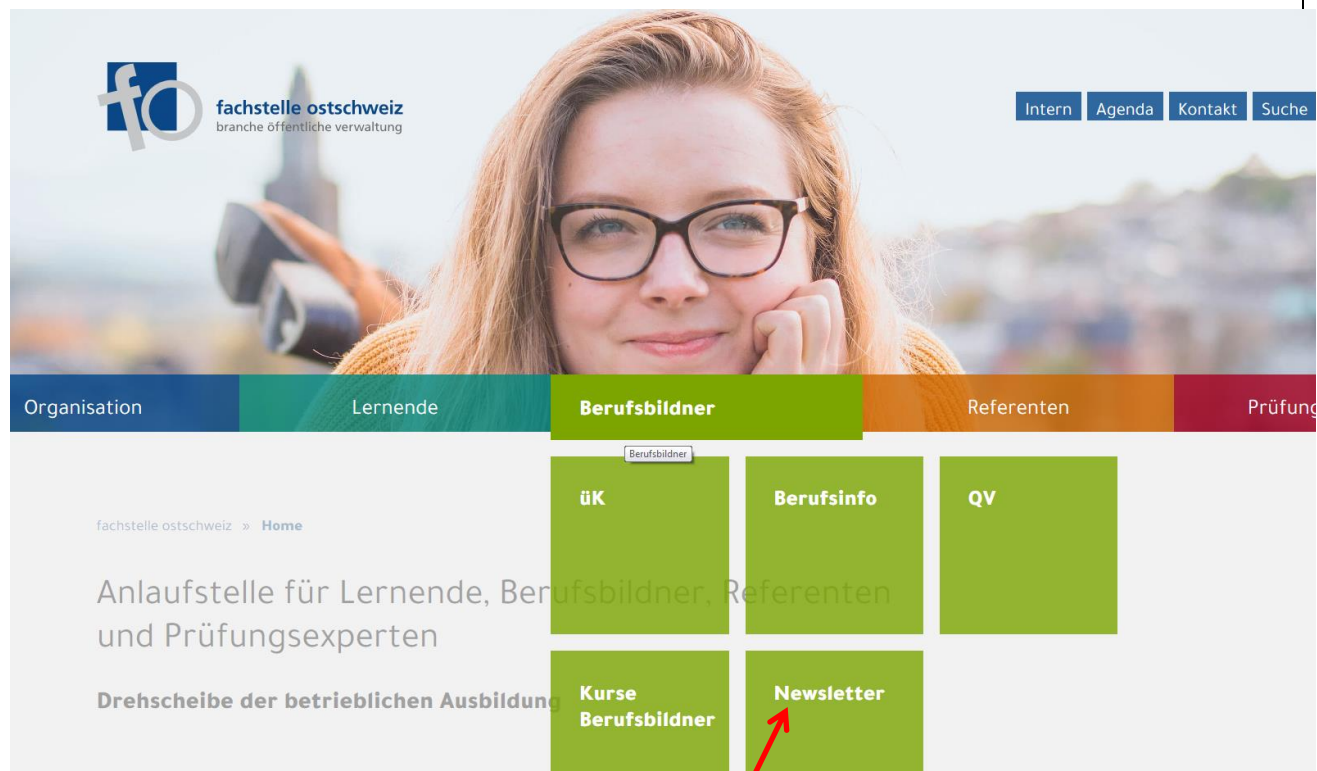 fo
fachstelle ostschweiz
branche öffentliche verwaltung
Intern Agenda Kontakt Suche
Organisation Lernende Berufsbildner Referenten Prüfung
Berufsbildner
üK Berufsinfo QV
fachstelle ostschweiz » Home
Anlaufstelle für Lernende, Berufsbildner, Referenten
und Prüfungsexperten
Drehscheibe der betrieblichen Ausbildung
Kurse
Berufsbildner
Newsletter